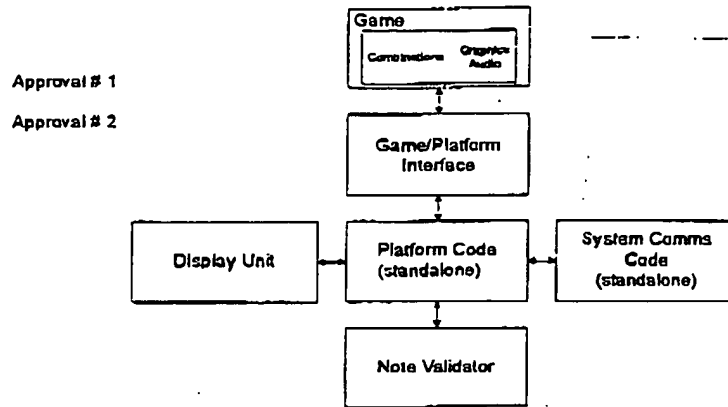 Game
Combinations
Graphics
Audio
Approval # 1
Approval # 2
Game/Platform
Interface
Display Unit
Platform Code
(standalone)
System Comms
Code
(standalone)
Note Validator